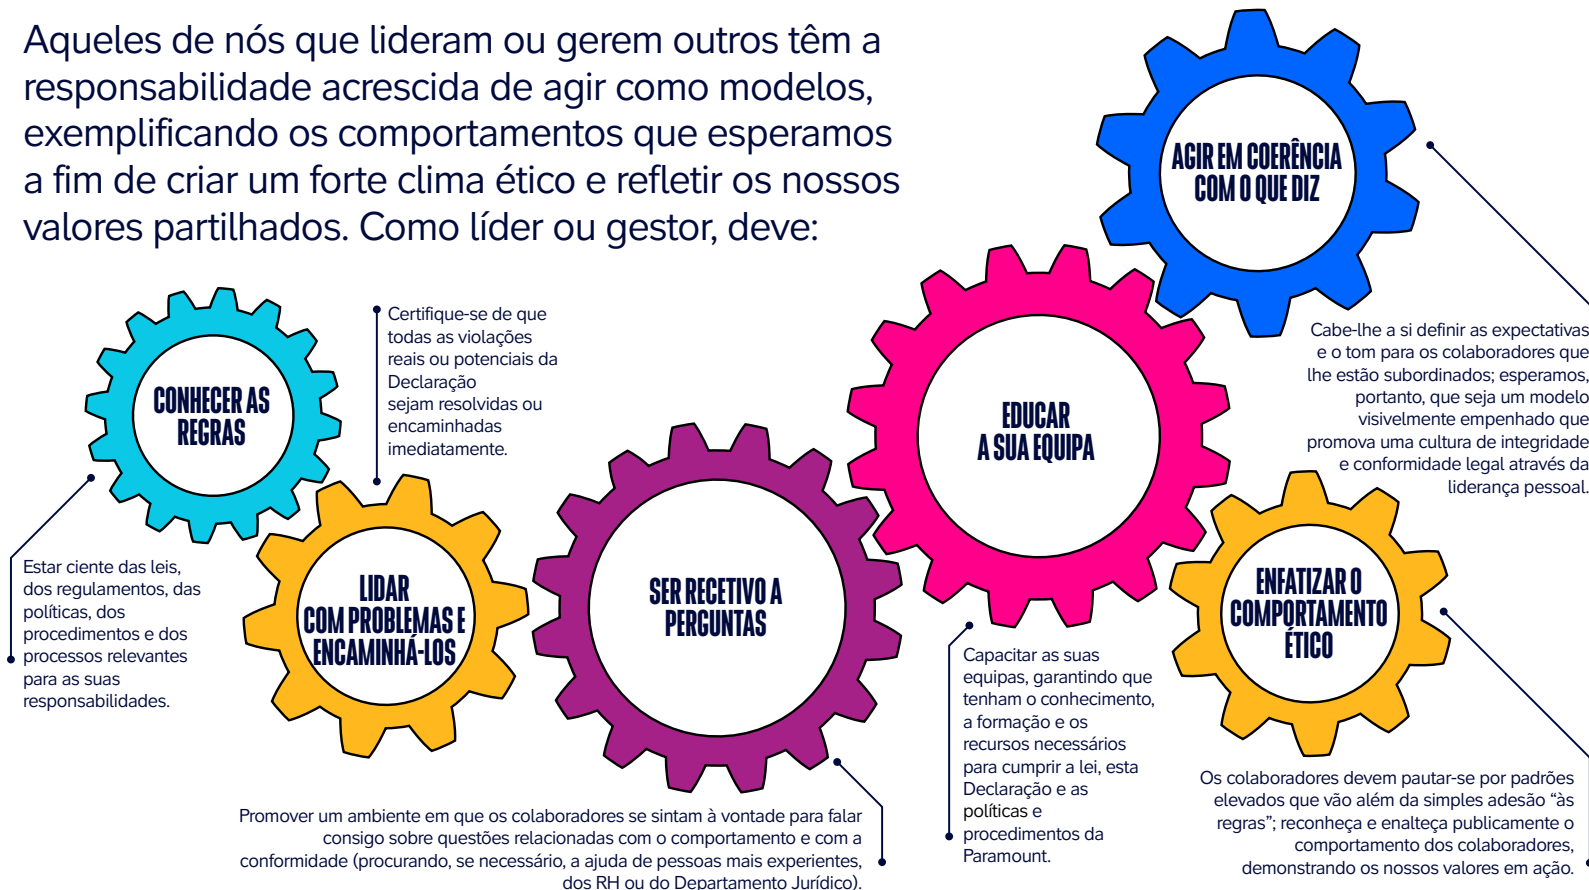 Aqueles de nós que lideram ou gerem outros têm a
responsabilidade acrescida de agir como modelos,
exemplificando os comportamentos que esperamos
a fim de criar um forte clima ético e refletir os nossos
valores partilhados. Como líder ou gestor, deve:
CONHECER AS
REGRAS
Estar ciente das leis,
dos regulamentos, das
políticas, dos
procedimentos e dos
processos relevantes
para as suas
responsabilidades.
LIDAR
COM PROBLEMAS E
ENCAMINHÁ-LOS
Certifique-se de que
todas as violações
reais ou potenciais da
Declaração
sejam resolvidas ou
encaminhadas
imediatamente.
SER RECETIVO A
PERGUNTAS
Promover um ambiente em que os colaboradores se sintam à vontade para falar
consigo sobre questões relacionadas com o comportamento e com a
conformidade (procurando, se necessário, a ajuda de pessoas mais experientes,
dos RH ou do Departamento Jurídico).
EDUCAR
A SUA EQUIPA
Capacitar as suas
equipas, garantindo que
tenham o conhecimento,
a formação e os
recursos necessários
para cumprir a lei, esta
Declaração e as
políticas e
procedimentos da
Paramount.
AGIR EM COERÊNCIA
COM O QUE DIZ
Cabe-lhe a si definir as expectativas
e o tom para os colaboradores que
lhe estão subordinados; esperamos,
portanto, que seja um modelo
visivelmente empenhado que
promova uma cultura de integridade
e conformidade legal através da
liderança pessoal.
ENFATIZAR O
COMPORTAMENTO
ÉTICO
Os colaboradores devem pautar-se por padrões
elevados que vão além da simples adesão “às
regras”; reconheça e enalteça publicamente o
comportamento dos colaboradores,
demonstrando os nossos valores em ação.